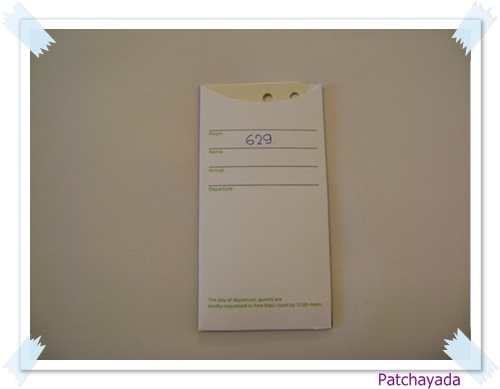 Room
629
Name
Arrival
Departure
The day of departure, guests are
kindly requested to free their room by 12:00 noon.
Patchayada